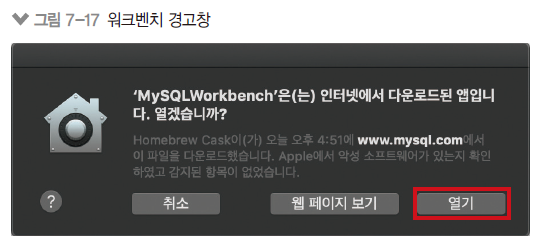 그림 7-17 워크벤치 경고창
‘MySQLWorkbench’은(는) 인터넷에서 다운로드된 앱입니
다. 열겠습니까?
Homebrew Cask이(가) 오늘 오후 4:51에 www.mysql.com에서
이 파일을 다운로드했습니다. Apple에서 악성 소프트웨어가 있는지 확인
하였고 감지된 항목이 없었습니다.
?
취소
웹 페이지 보기
열기